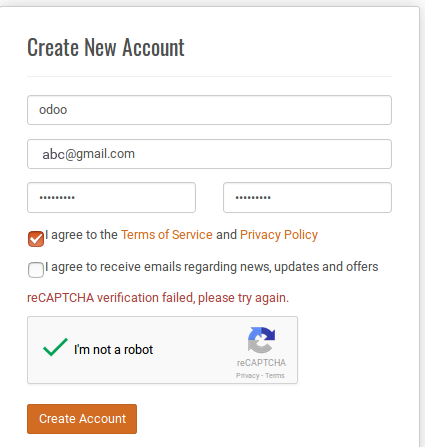 Create New Account
odoo
abc@gmail.com
••••••••• •••••••••
I agree to the Terms of Service and Privacy Policy
I agree to receive emails regarding news, updates and offers
reCAPTCHA verification failed, please try again.
I'm not a robot
reCAPTCHA
Privacy - Terms
Create Account